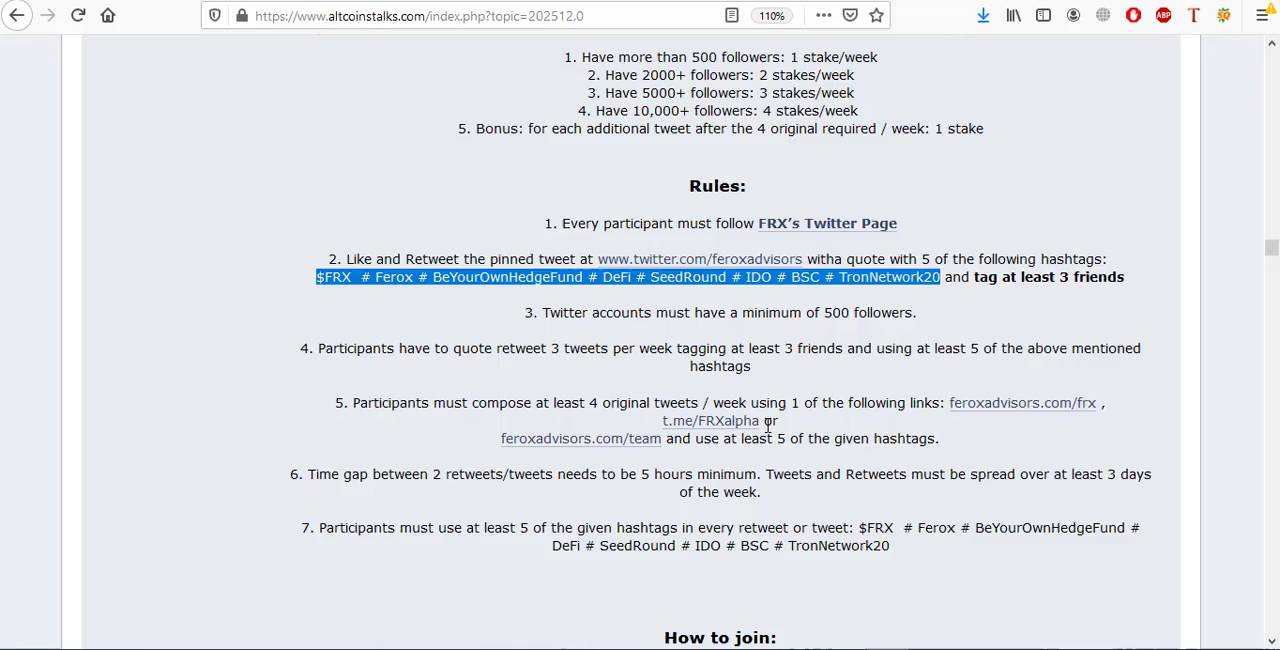 https://www.altcoinstalks.com/index.php?topic=202512.0
110%
ABP
T
1. Have more than 500 followers: 1 stake/week
2. Have 2000+ followers: 2 stakes/week
3. Have 5000+ followers: 3 stakes/week
4. Have 10,000+ followers: 4 stakes/week
5. Bonus: for each additional tweet after the 4 original required / week: 1 stake
Rules:
1. Every participant must follow FRX’s Twitter Page
2. Like and Retweet the pinned tweet at www.twitter.com/feroxadvisors witha quote with 5 of the following hashtags:
$FRX # Ferox # BeYourOwnHedgeFund # DeFi # SeedRound # IDO # BSC # TronNetwork20 and tag at least 3 friends
3. Twitter accounts must have a minimum of 500 followers.
4. Participants have to quote retweet 3 tweets per week tagging at least 3 friends and using at least 5 of the above mentioned
hashtags
5. Participants must compose at least 4 original tweets / week using 1 of the following links: feroxadvisors.com/frx ,
t.me/FRXalpha or
feroxadvisors.com/team and use at least 5 of the given hashtags.
6. Time gap between 2 retweets/tweets needs to be 5 hours minimum. Tweets and Retweets must be spread over at least 3 days
of the week.
7. Participants must use at least 5 of the given hashtags in every retweet or tweet: $FRX # Ferox # BeYourOwnHedgeFund #
DeFi # SeedRound # IDO # BSC # TronNetwork20
How to join: